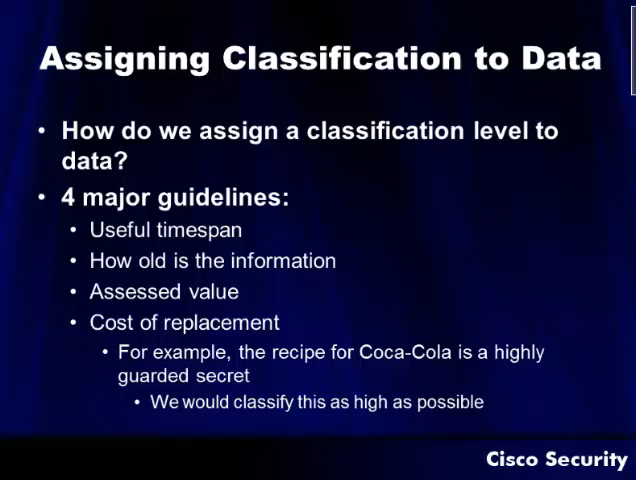 Assigning Classification to Data
• How do we assign a classification level to
data?
• 4 major guidelines:
• Useful timespan
• How old is the information
• Assessed value
• Cost of replacement
• For example, the recipe for Coca-Cola is a highly
guarded secret
• We would classify this as high as possible
Cisco Security